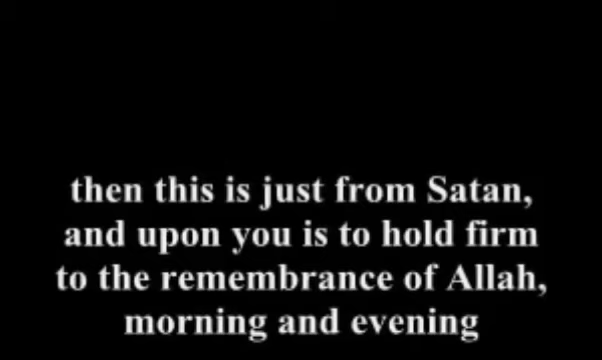 then this is just from Satan,
and upon you is to hold firm
to the remembrance of Allah,
morning and evening